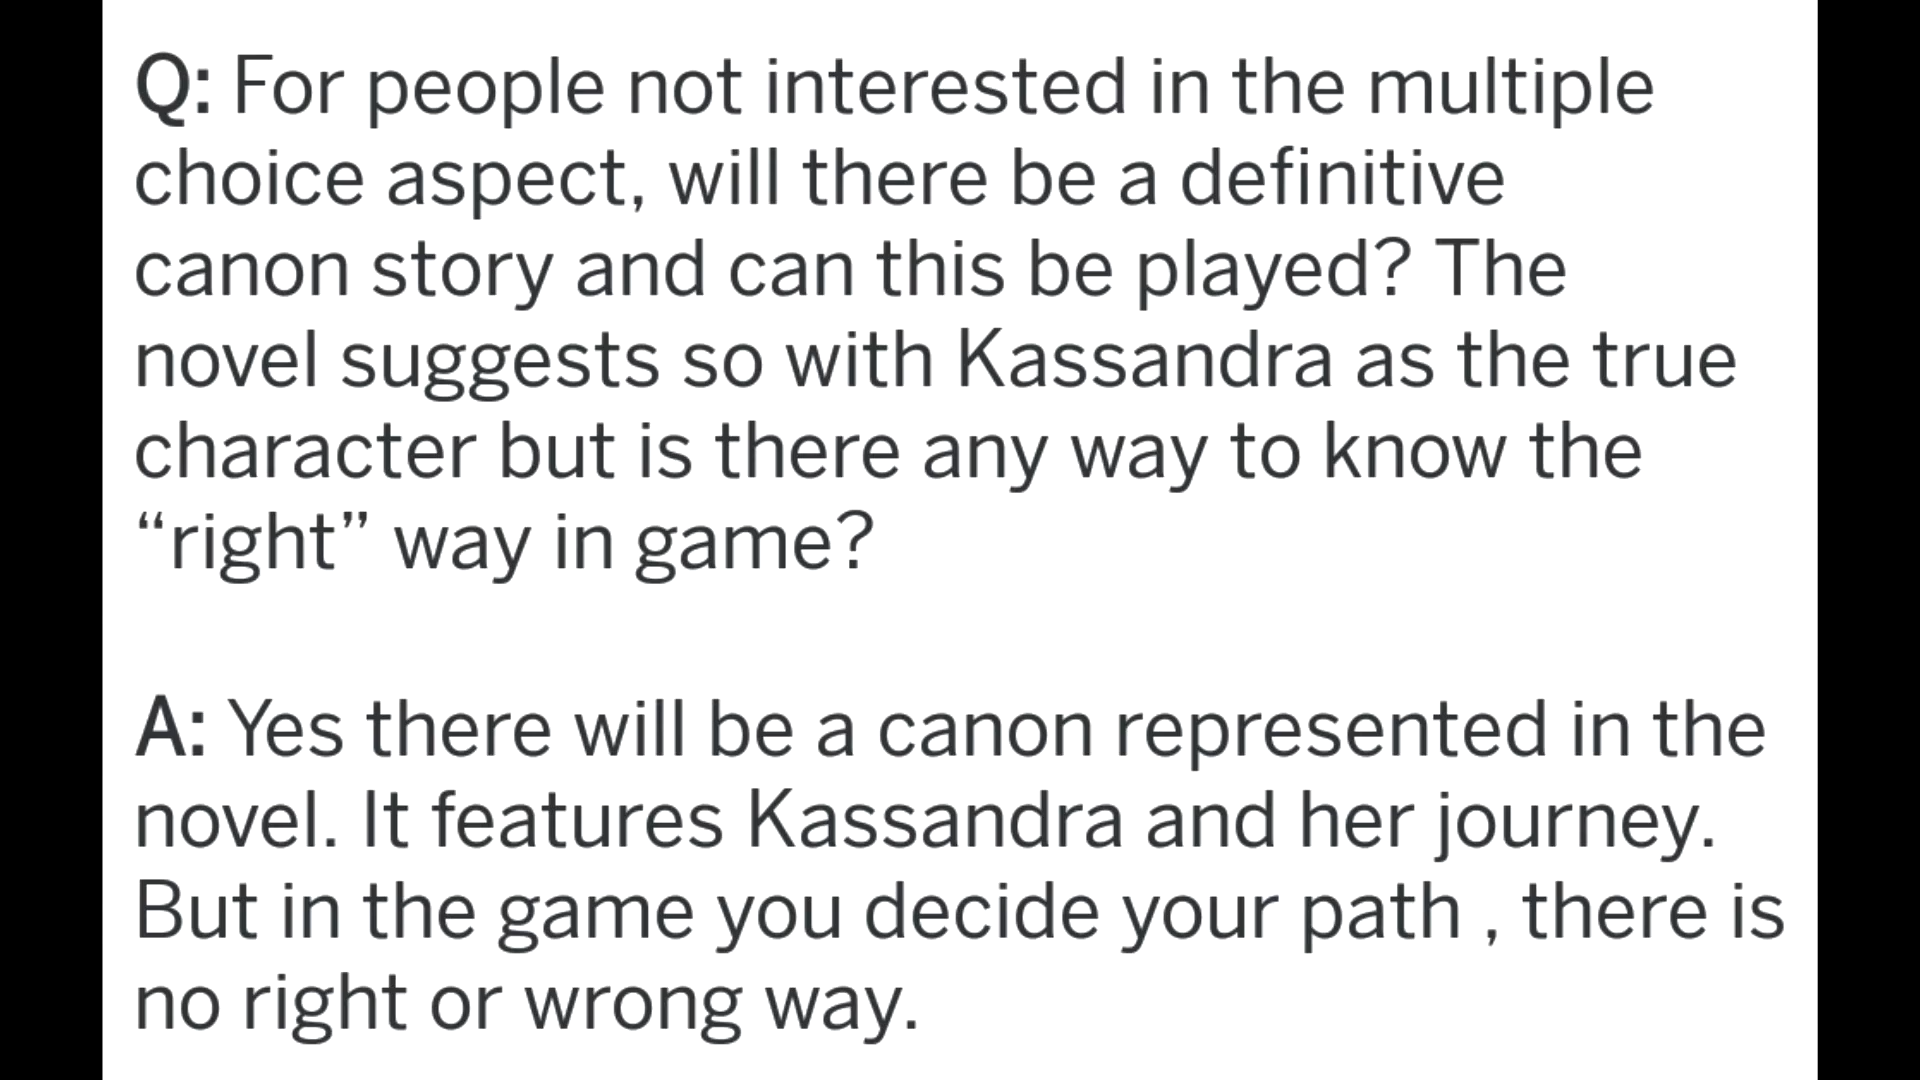 Q: For people not interested in the multiple
choice aspect, will there be a definitive
canon story and can this be played? The
novel suggests so with Kassandra as the true
character but is there any way to know the
“right” way in game?
A: Yes there will be a canon represented in the
novel. It features Kassandra and her journey.
But in the game you decide your path , there is
no right or wrong way.